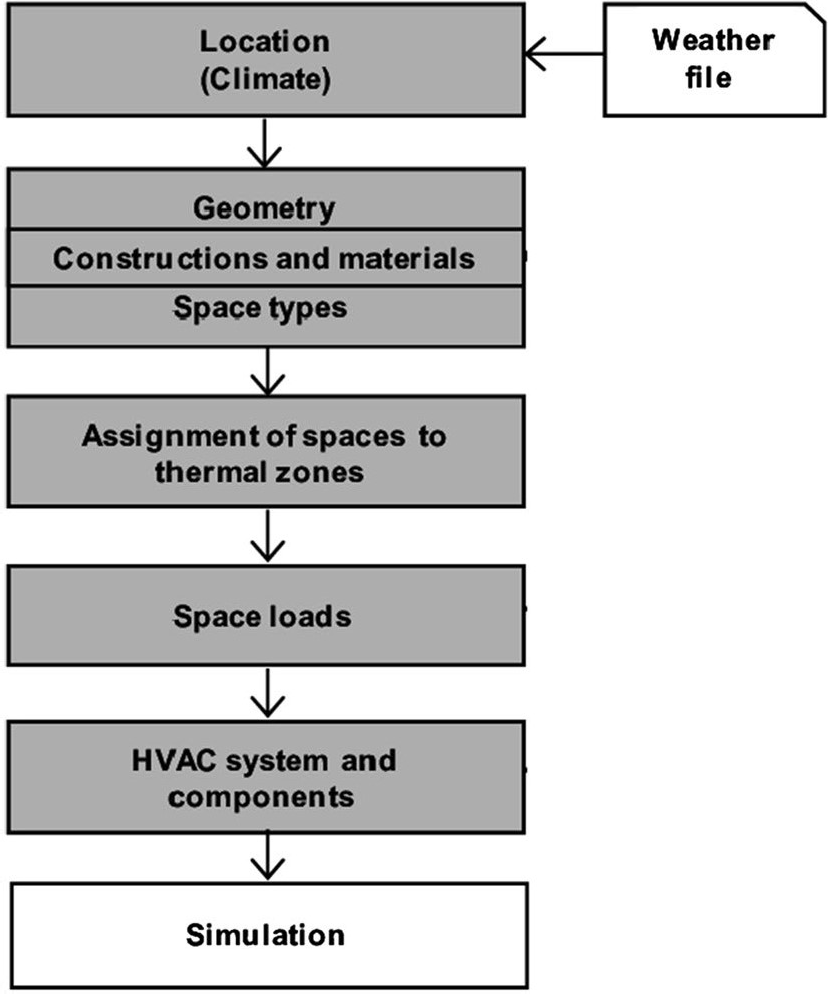 Location
(Climate)
Weather
file
Geometry
Constructions and materials
Space types
Assignment of spaces to
thermal zones
Space loads
HVAC system and
components
Simulation